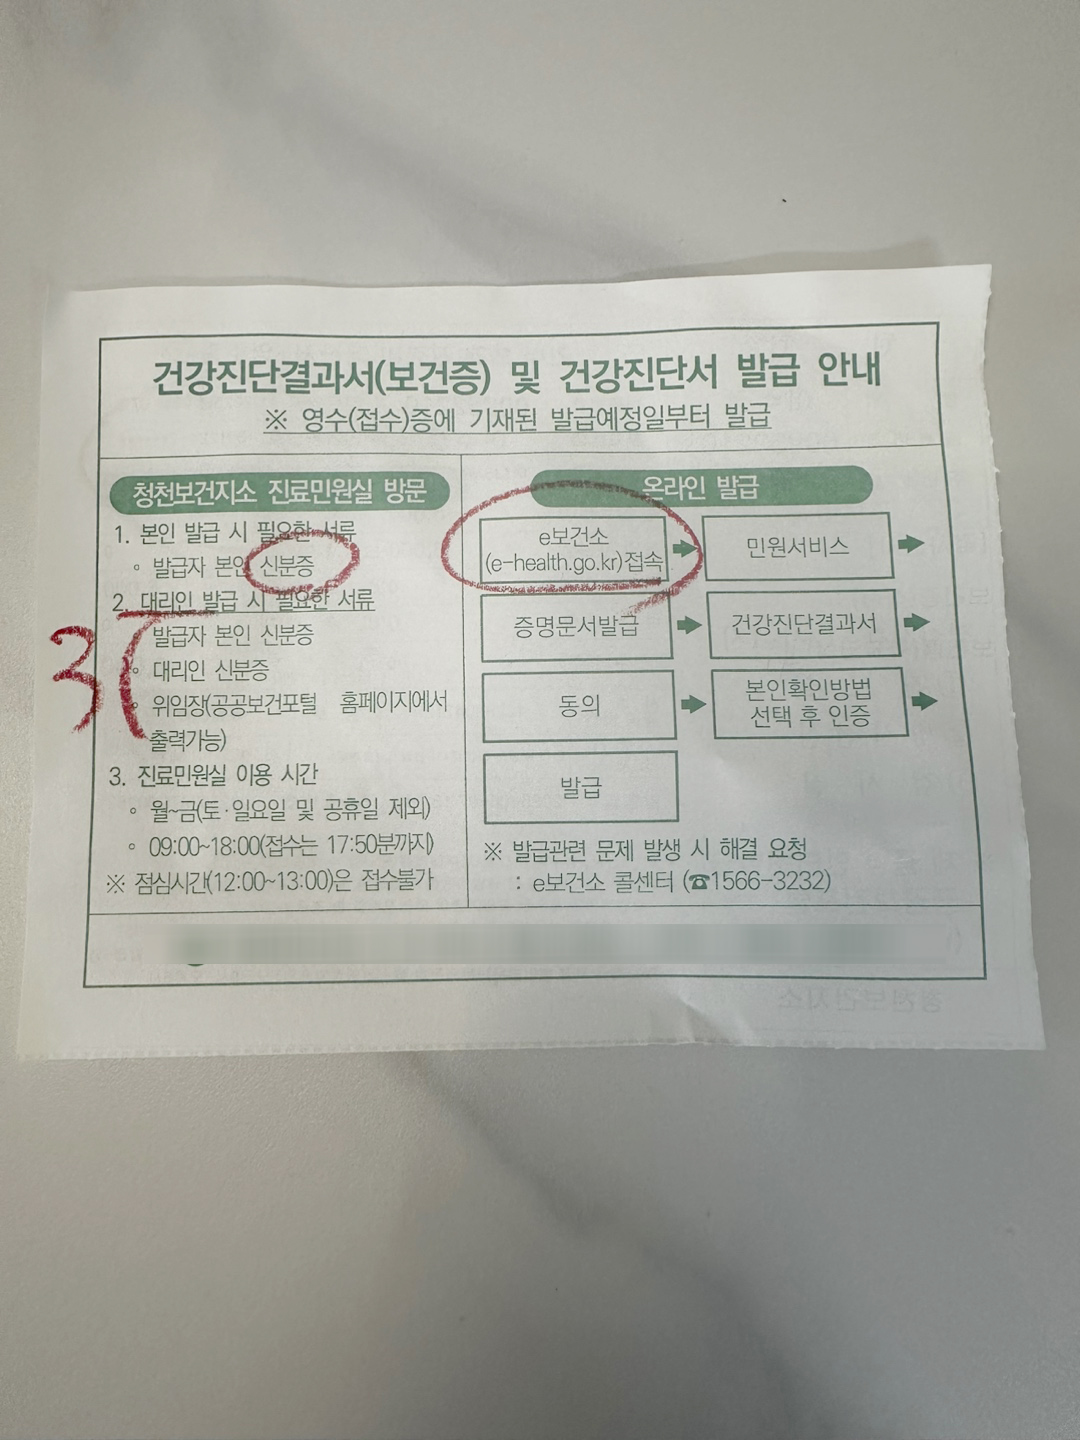 건강진단결과서(보건증) 및 건강진단서 발급 안내
※ 영수(접수)증에 기재된 발급예정일부터 발급
청천보건지소 진료민원실 방문
1. 본인 발급 시 필요한 서류
◦ 발급자 본인 신분증
2. 대리인 발급 시 필요한 서류
발급자 본인 신분증
◦ 대리인 신분증
◦ 위임장(공공보건포털 홈페이지에서
출력가능)
3. 진료민원실 이용 시간
◦ 월~금(토·일요일 및 공휴일 제외)
◦ 09:00~18:00(접수는 17:50분까지)
※ 점심시간(12:00~13:00)은 접수불가
3
온라인 발급
e보건소
(e-health.go.kr)접속
민원서비스
증명문서발급
건강진단결과서
동의
본인확인방법
선택 후 인증
발급
※ 발급관련 문제 발생 시 해결 요청
: e보건소 콜센터 (☎1566-3232)
청천보건지소